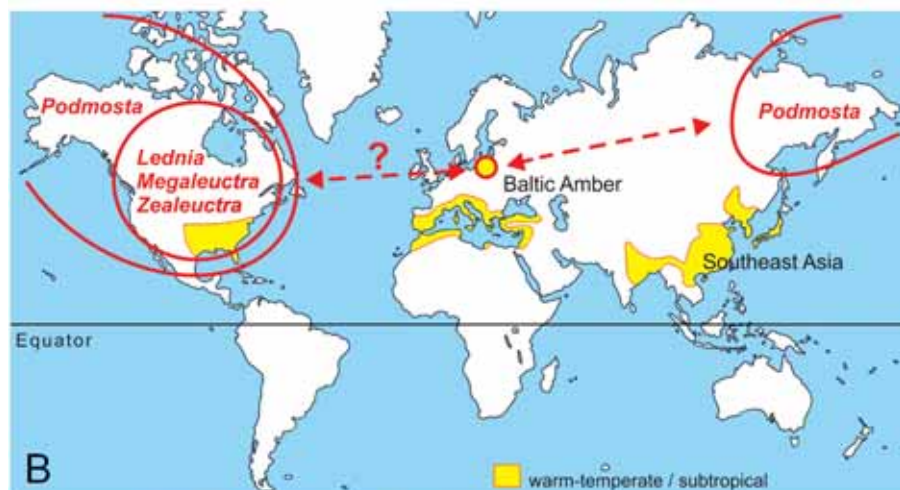 Podmosta
Lednia
Megaleuctra
Zealeuctra
?
Baltic Amber
Podmosta
Southeast Asia
Equator
B
warm-temperate / subtropical